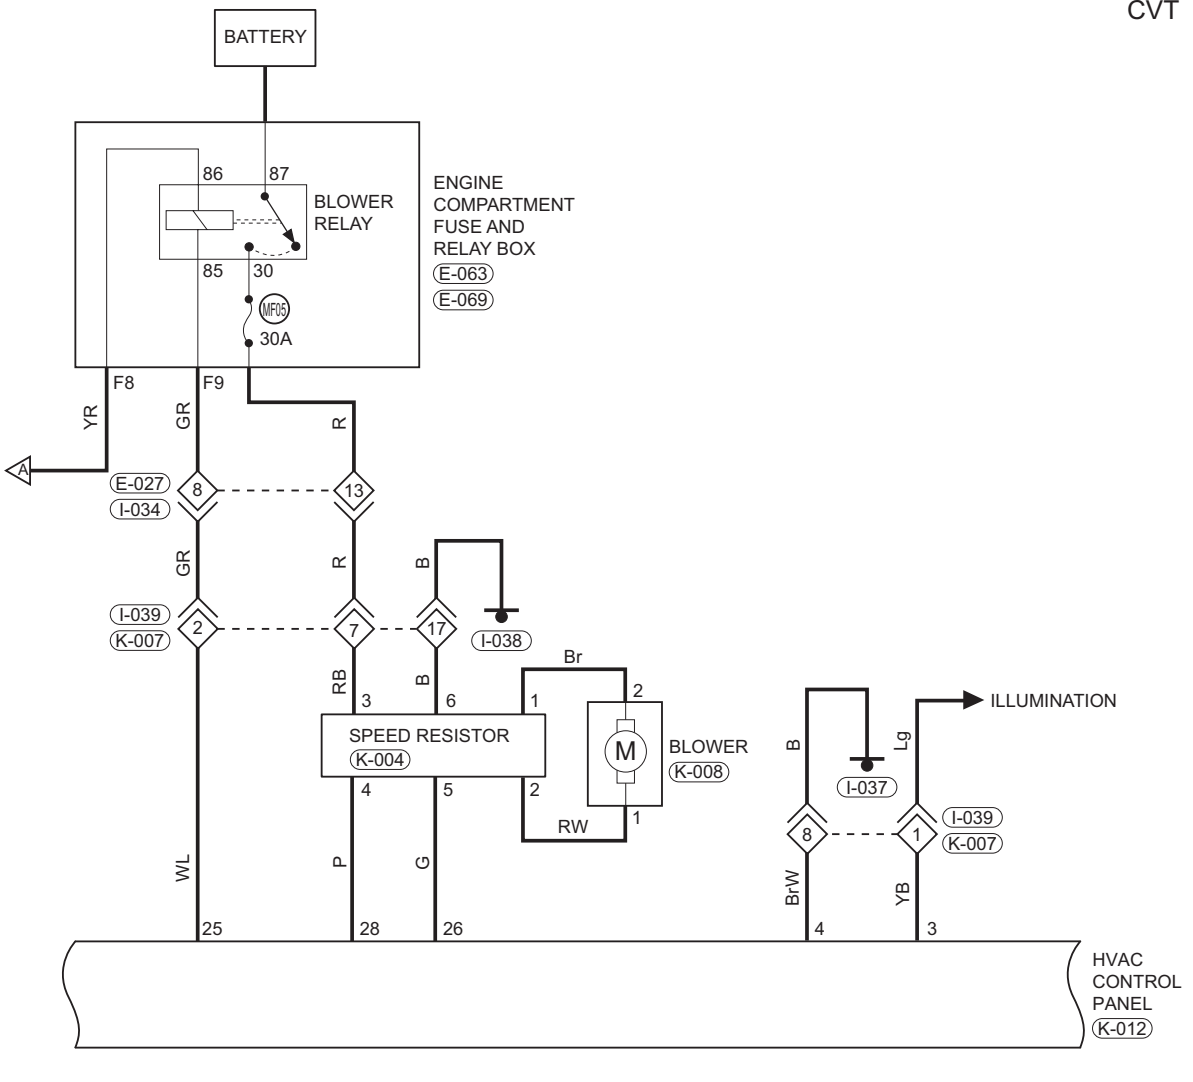 CVT
BATTERY
86
87
BLOWER
RELAY
ENGINE
COMPARTMENT
FUSE AND
RELAY BOX
E-063
E-069
85
30
MF05
30A
F8
F9
YR
GR
R
A
E-027
I-034
8
13
GR
R
B
I-039
K-007
2
7
17
I-038
RB
B
Br
3
6
1
2
SPEED RESISTOR
K-004
M
BLOWER
K-008
4
5
2
1
RW
ILLUMINATION
B
Lg
I-037
8
1
I-039
K-007
WL
P
G
BrW
YB
25
28
26
4
3
HVAC
CONTROL
PANEL
K-012